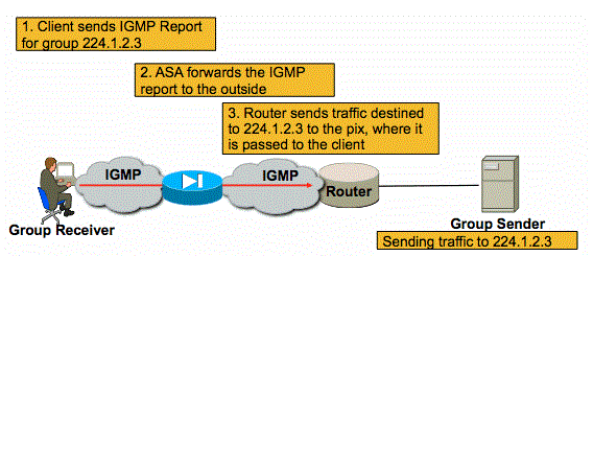 1. Client sends IGMP Report
for group 224.1.2.3
2. ASA forwards the IGMP
report to the outside
3. Router sends traffic destined
to 224.1.2.3 to the pix, where it
is passed to the client
IGMP
IGMP
Router
Group Receiver
Group Sender
Sending traffic to 224.1.2.3